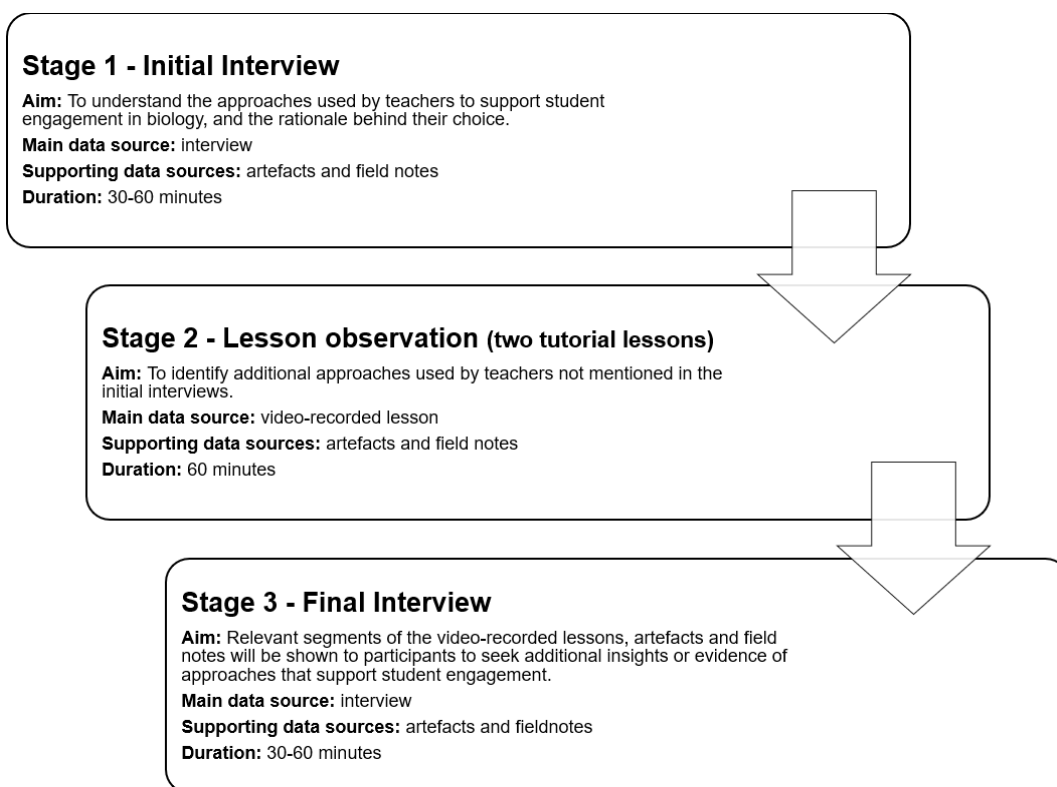 Stage 1 - Initial Interview
Aim: To understand the approaches used by teachers to support student
engagement in biology, and the rationale behind their choice.
Main data source: interview
Supporting data sources: artefacts and field notes
Duration: 30-60 minutes
Stage 2 - Lesson observation (two tutorial lessons)
Aim: To identify additional approaches used by teachers not mentioned in the
initial interviews.
Main data source: video-recorded lesson
Supporting data sources: artefacts and field notes
Duration: 60 minutes
Stage 3 - Final Interview
Aim: Relevant segments of the video-recorded lessons, artefacts and field
notes will be shown to participants to seek additional insights or evidence of
approaches that support student engagement.
Main data source: interview
Supporting data sources: artefacts and fieldnotes
Duration: 30-60 minutes